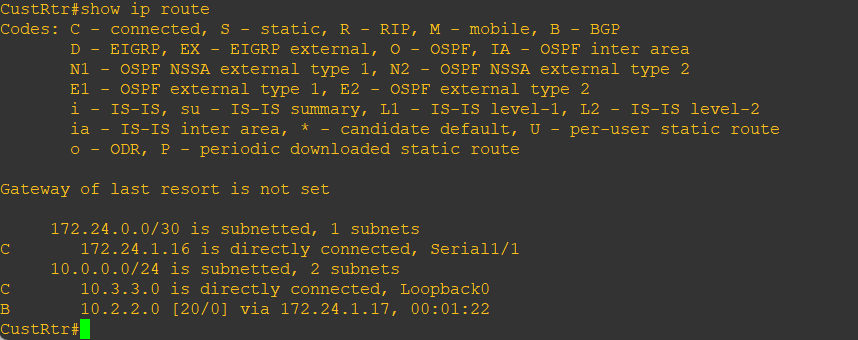 CustRtr#show ip route
Codes: C - connected, S - static, R - RIP, M - mobile, B - BGP
       D - EIGRP, EX - EIGRP external, O - OSPF, IA - OSPF inter area
       N1 - OSPF NSSA external type 1, N2 - OSPF NSSA external type 2
       E1 - OSPF external type 1, E2 - OSPF external type 2
       i - IS-IS, su - IS-IS summary, L1 - IS-IS level-1, L2 - IS-IS level-2
       ia - IS-IS inter area, * - candidate default, U - per-user static route
       o - ODR, P - periodic downloaded static route
Gateway of last resort is not set
     172.24.0.0/30 is subnetted, 1 subnets
C       172.24.1.16 is directly connected, Serial1/1
     10.0.0.0/24 is subnetted, 2 subnets
C       10.3.3.0 is directly connected, Loopback0
B       10.2.2.0 [20/0] via 172.24.1.17, 00:01:22
CustRtr#